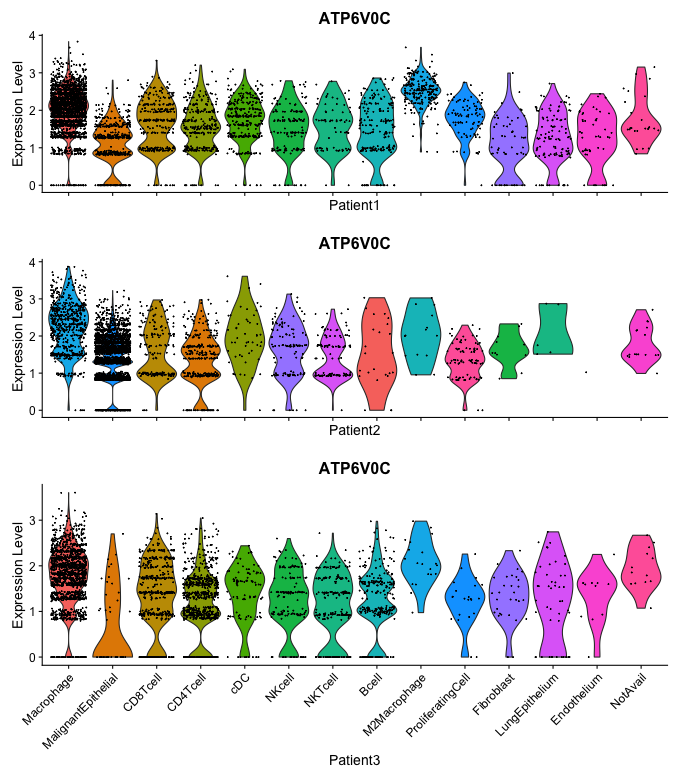 ATP6V0C
Expression Level
4
3
2
1
0
Patient1
ATP6V0C
Expression Level
4
3
2
1
0
Patient2
ATP6V0C
Expression Level
3
2
1
0
Macrophage
MalignantEpithelial
CD8Tcell
CD4Tcell
cDC
NKcell
NKTcell
Bcell
M2Macrophage
ProliferatingCell
Fibroblast
LungEpithelium
Endothelium
NotAvail
Patient3